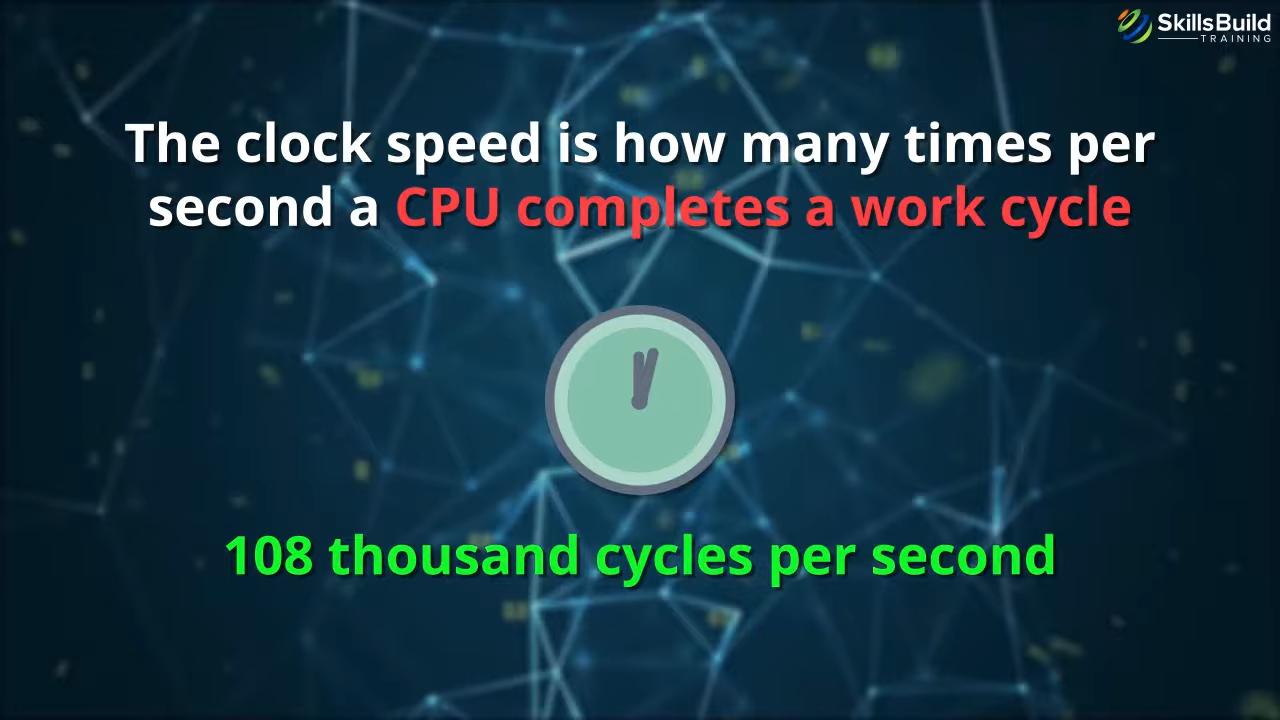 SkillsBuild
TRAINING
The clock speed is how many times per
second a CPU completes a work cycle
108 thousand cycles per second